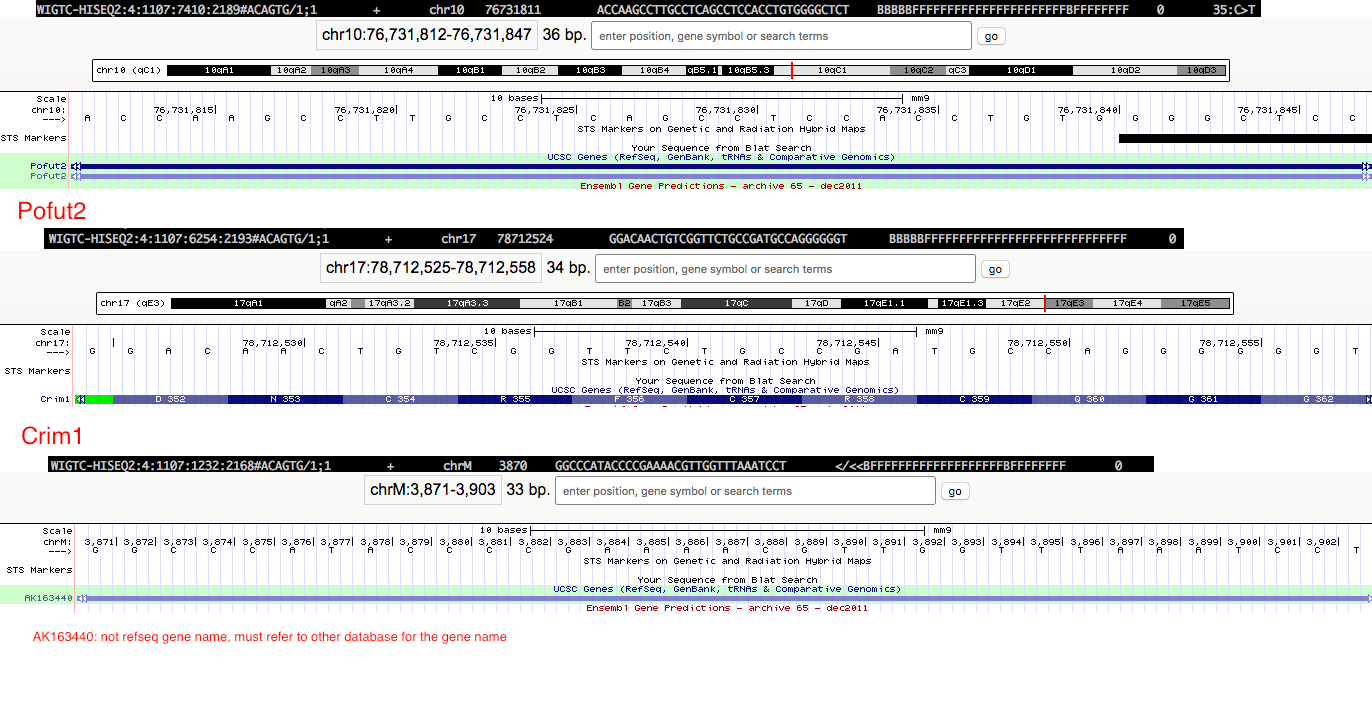 WIGTC-HISEQ2:4:1107:7410:2189#ACAGTG/1;1 + chr10 76731811 ACCAAGCCTTGCCTCAGCCTCCACCTGTGGGGCTCT BBBBBFFFFFFFFFFFFFFFFFFFFFFBFFFFFFFF 0 35:C>T
chr10:76,731,812-76,731,847 36 bp. enter position, gene symbol or search terms go
chr10 (qC1) 10qA1 10qA2 10qA3 10qA4 10qB1 10qB2 10qB3 10qB4 qB5.1 10qB5.3 10qC1 10qC2 qC3 10qD1 10qD2 10qD3
Scale 10 bases mm9
chr10: 76,731,815 76,731,820 76,731,825 76,731,830 76,731,835 76,731,840 76,731,845
---> A C C A A G C C T T G C C T C A G C C T C C A C C T G T G G G G C T C C
STS Markers on Genetic and Radiation Hybrid Maps
STS Markers
Your Sequence from Blat Search
UCSC Genes (RefSeq, GenBank, tRNAs & Comparative Genomics)
Pofut2
Pofut2
Ensembl Gene Predictions - archive 65 - dec2011
Pofut2
WIGTC-HISEQ2:4:1107:6254:2193#ACAGTG/1;1 + chr17 78712524 GGACAACTGTCGGTTCTGCCGATGCCAGGGGGGT BBBBBFFFFFFFFFFFFFFFFFFFFFFFFFFFFF 0
chr17:78,712,525-78,712,558 34 bp. enter position, gene symbol or search terms go
chr17 (qE3) 17qA1 qA2 17qA3.2 17qA3.3 17qB1 B2 17qB3 17qC 17qD 17qE1.1 17qE1.3 17qE2 17qE3 17qE4 17qE5
Scale 10 bases mm9
chr17: 78,712,530 78,712,535 78,712,540 78,712,545 78,712,550 78,712,555
---> G G A C A A C T G T C G G T T C T G C C G A T G C C A G G G G G G T
STS Markers on Genetic and Radiation Hybrid Maps
STS Markers
Your Sequence from Blat Search
UCSC Genes (RefSeq, GenBank, tRNAs & Comparative Genomics)
Crim1 D 352 N 353 C 354 R 355 F 356 C 357 R 358 C 359 Q 360 G 361 G 362
Crim1
WIGTC-HISEQ2:4:1107:1232:2168#ACAGTG/1;1 + chrM 3870 GGCCCATACCCCGAAAACGTTGGTTTAAATCCT </<<BFFFFFFFFFFFFFFFFFFFBFFFFFFFF 0
chrM:3,871-3,903 33 bp. enter position, gene symbol or search terms go
Scale 10 bases mm9
chrM: 3,871 3,872 3,873 3,874 3,875 3,876 3,877 3,878 3,879 3,880 3,881 3,882 3,883 3,884 3,885 3,886 3,887 3,888 3,889 3,890 3,891 3,892 3,893 3,894 3,895 3,896 3,897 3,898 3,899 3,900 3,901 3,902
---> G G C C C A T A C C C C G A A A A C G T T G G T T T A A A T C C T
STS Markers on Genetic and Radiation Hybrid Maps
STS Markers
Your Sequence from Blat Search
UCSC Genes (RefSeq, GenBank, tRNAs & Comparative Genomics)
AK163440
Ensembl Gene Predictions - archive 65 - dec2011
AK163440: not refseq gene name, must refer to other database for the gene name